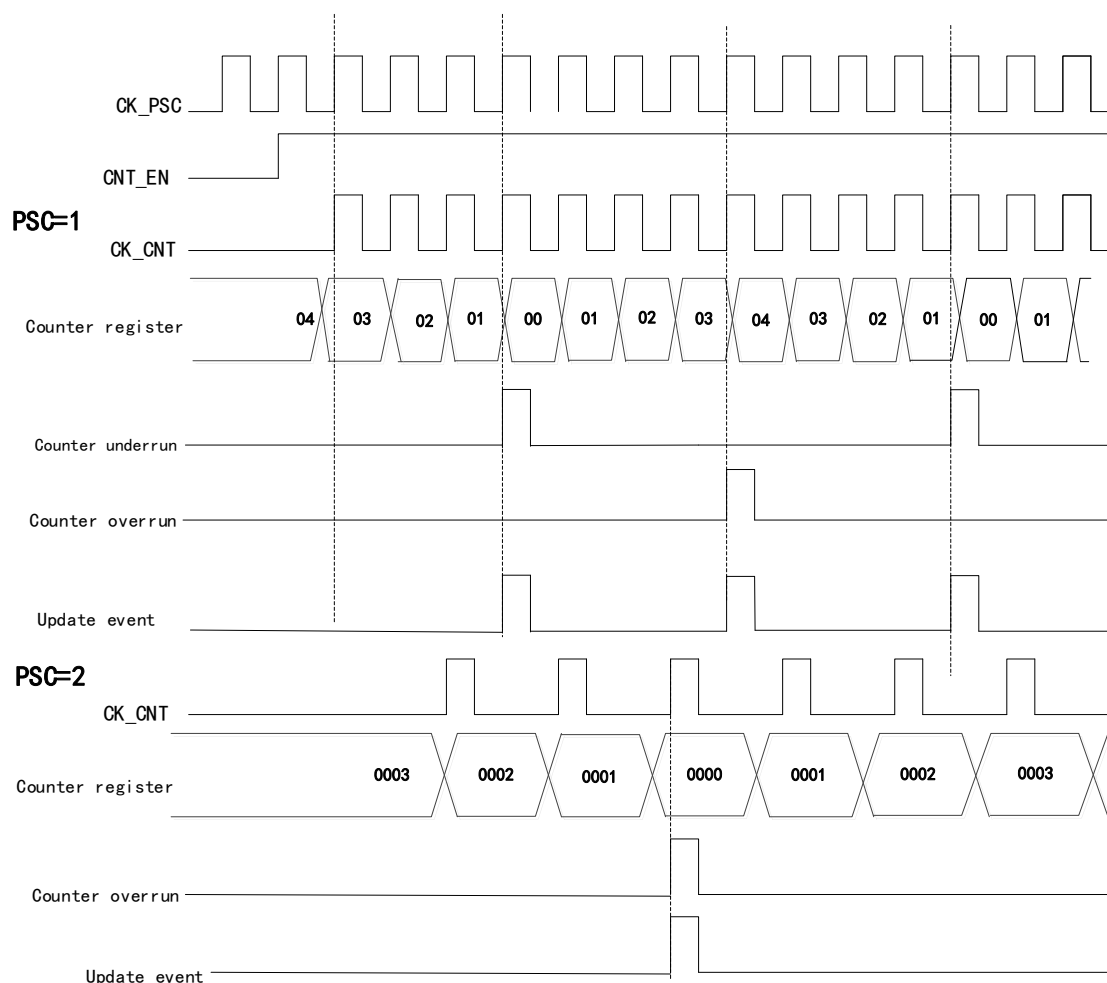 CK_PSC
CNT_EN
PSC=1
CK_CNT
Counter register 04 03 02 01 00 01 02 03 04 03 02 01 00 01
Counter underrun
Counter overrun
Update event
PSC=2
CK_CNT
Counter register 0003 0002 0001 0000 0001 0002 0003
Counter overrun
Update event